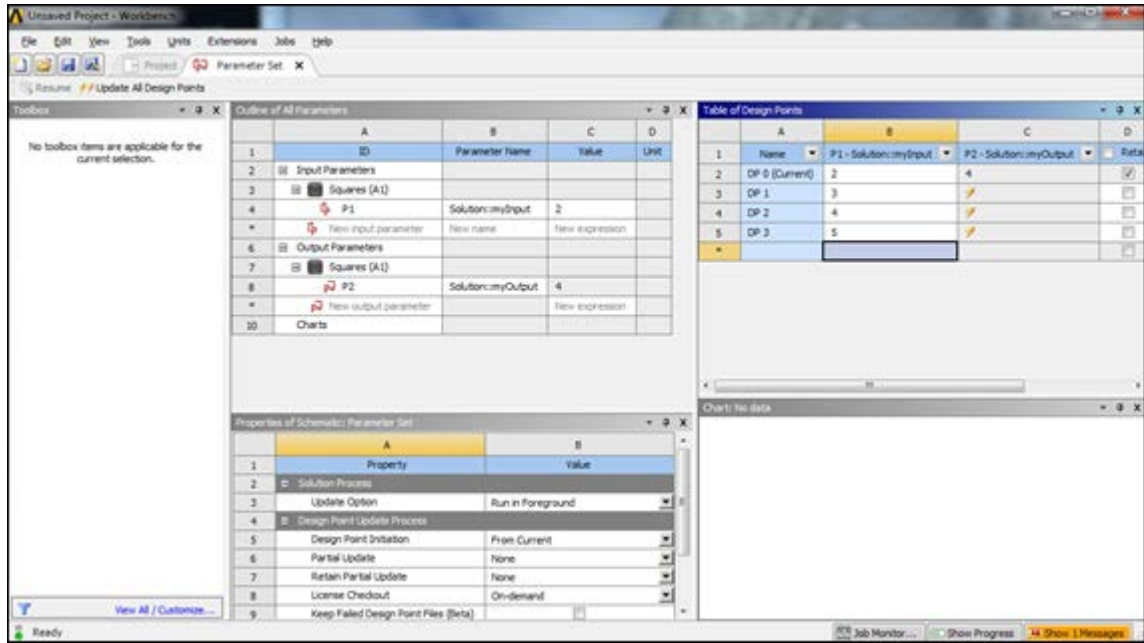 Unsaved Project - Workbench
File Edit View Tools Units Extensions Jobs Help
Project Parameter Set
Resume Update All Design Points
Toolbox
No toolbox items are applicable for the
current selection.
View All / Customize...
Outline of All Parameters
A B C D
1 ID Parameter Name Value Unit
2 Input Parameters
3 Squares (A1)
4 P1 Solution::myInput 2
* New input parameter New name New expression
6 Output Parameters
7 Squares (A1)
8 P2 Solution::myOutput 4
* New output parameter New expression
10 Charts
Properties of Schematic: Parameter Set
A B
1 Property Value
2 Solution Process
3 Update Option Run in Foreground
4 Design Point Update Process
5 Design Point Initiation From Current
6 Partial Update None
7 Retain Partial Update None
8 License Checkout On-demand
9 Keep Failed Design Point Files (Beta)
Table of Design Points
A B C D
1 Name P1 - Solution::myInput P2 - Solution::myOutput Reta
2 DP 0 (Current) 2 4
3 DP 1 3
4 DP 2 4
5 DP 3 5
*
Chart: No data
Ready
Job Monitor... Show Progress Show 1 Messages